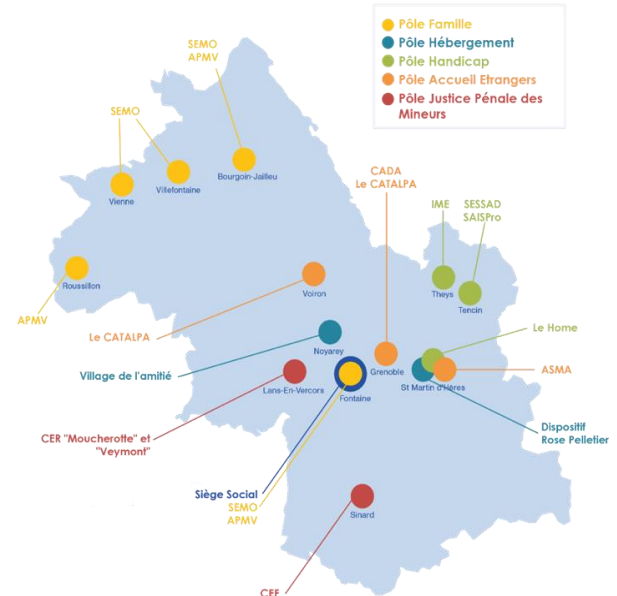 Pôle Famille
Pôle Hébergement
Pôle Handicap
Pôle Accueil Etrangers
Pôle Justice Pénale des
Mineurs
SEMO
APMV
SEMO
Bourgoin-Jailleu
Villefontaine
Vienne
CADA
Le CATALPA
IME
SESSAD
SAISPro
Roussillon
Voiron
Theys
Tencin
APMV
Le CATALPA
Le Home
Noyarey
Grenoble
Village de l'amitié
ASMA
Lans-En-Vercors
Fontaine
St Martin d'Hères
CER "Moucherotte" et
"Veymont"
Dispositif
Rose Pelletier
Siège Social
SEMO
APMV
Sinard